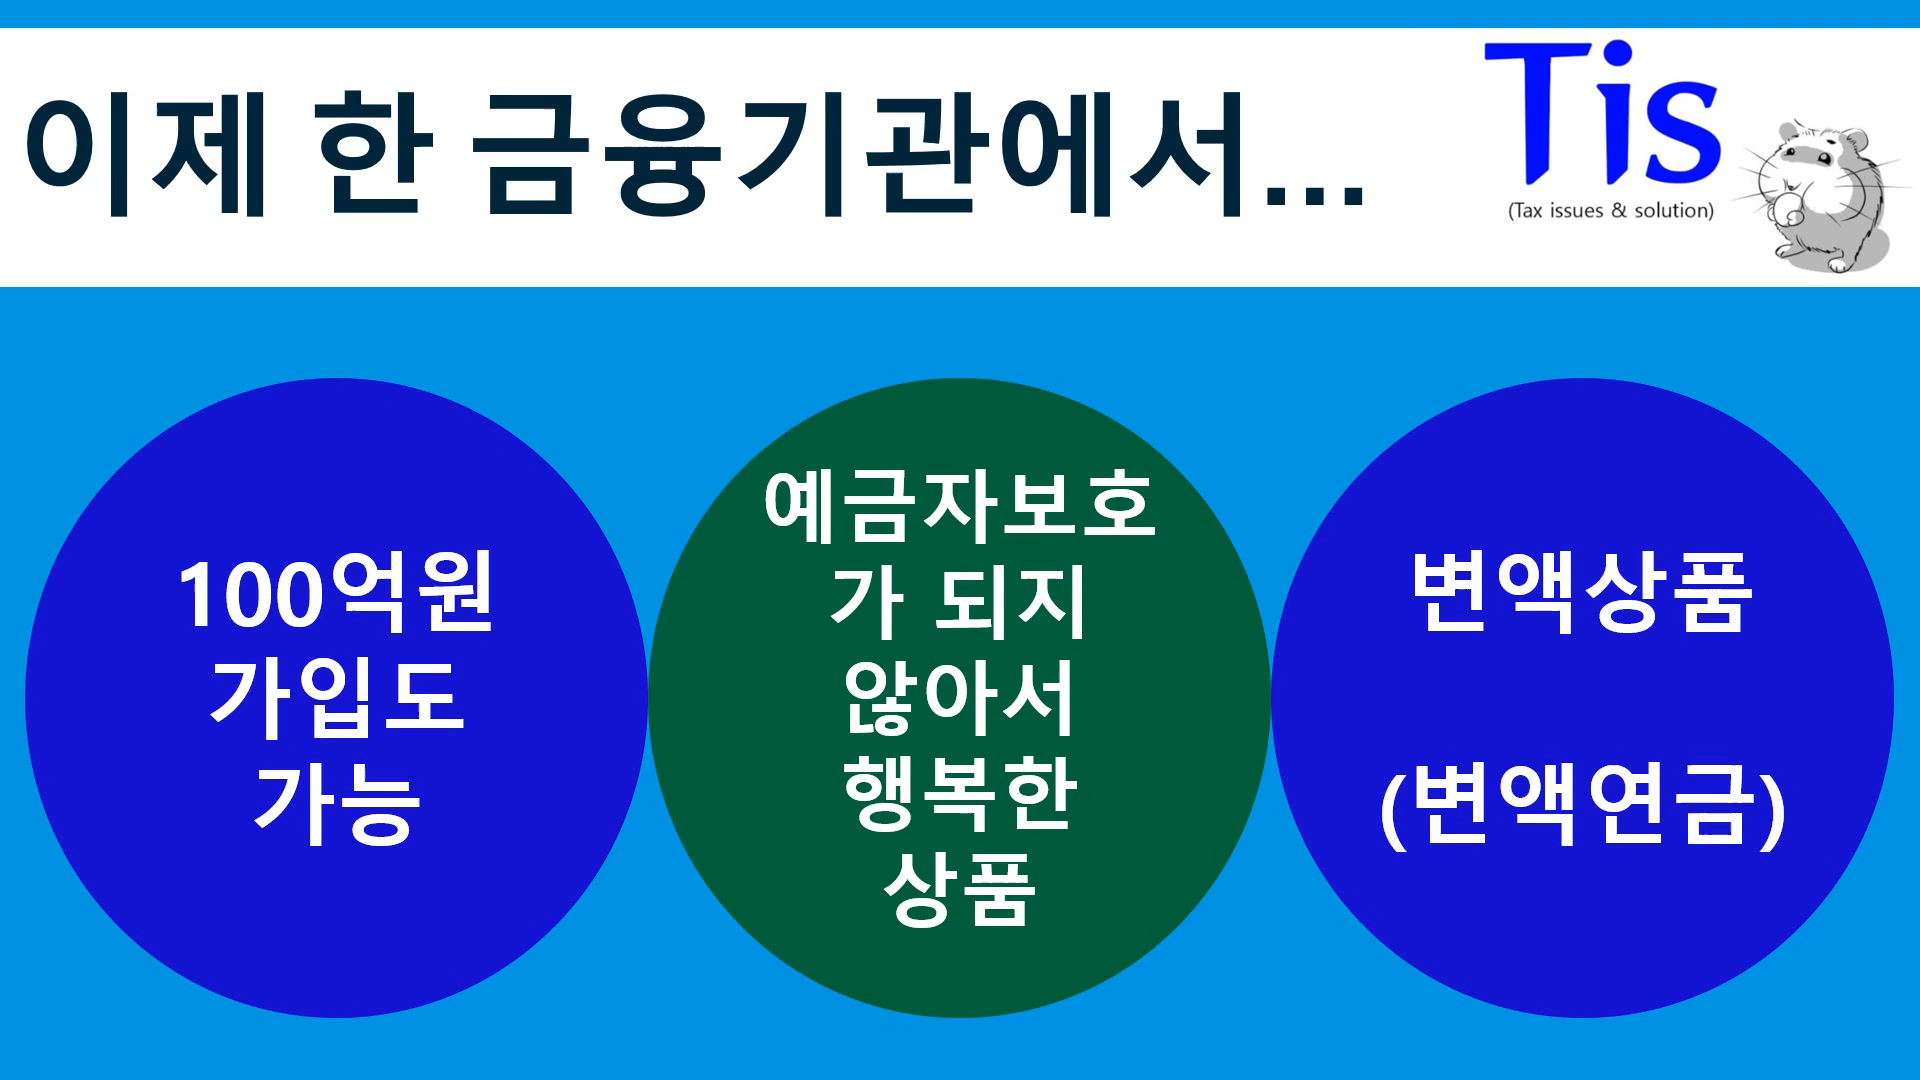 이제 한 금융기관에서...
Tis
(Tax issues & solution)
100억원
가입도
가능
예금자보호
가 되지
않아서
행복한
상품
변액상품
(변액연금)